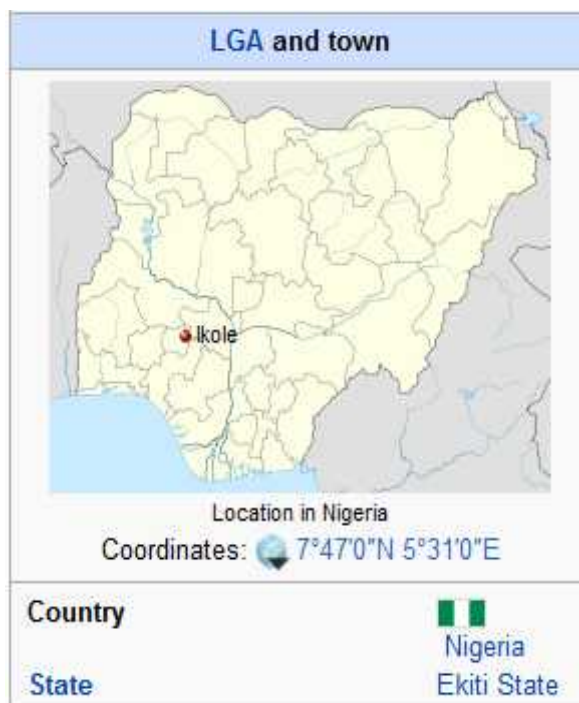 LGA and town
Ikole
Location in Nigeria
Coordinates: 7°47′0″N 5°31′0″E
Country
Nigeria
State Ekiti State